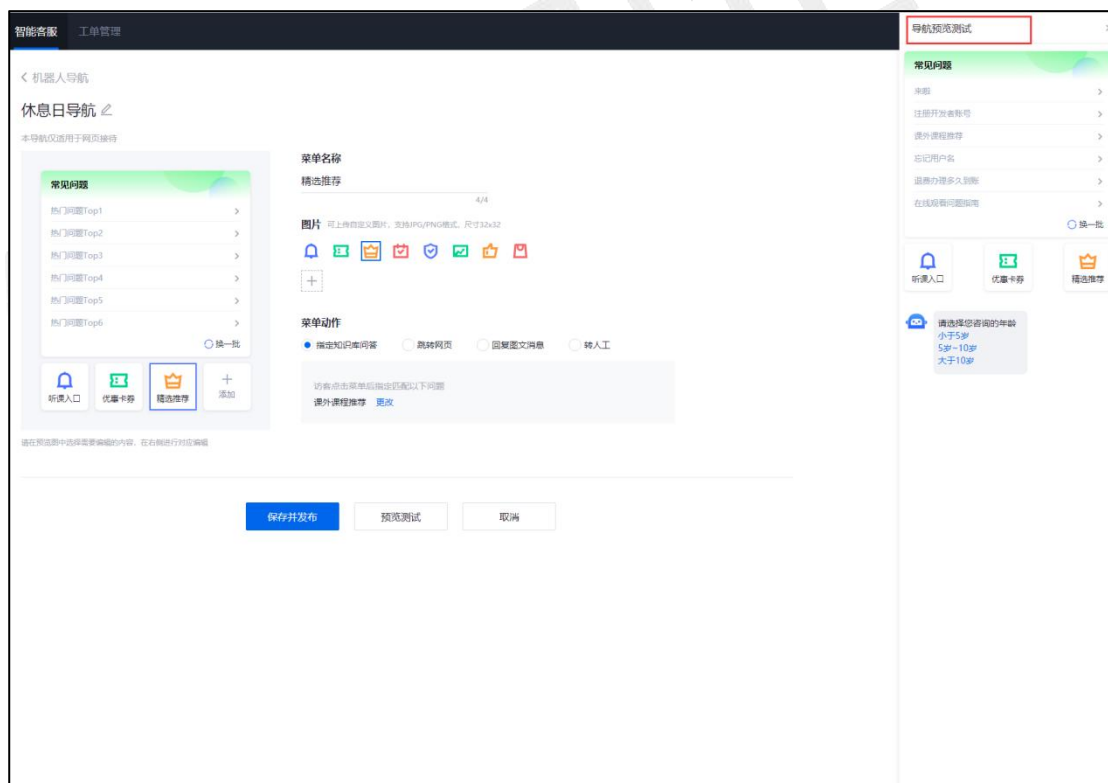 智能客服 工单管理
机器人导航
休息日导航
本导航仅适用于网页接待
常见问题
热门问题Top1
热门问题Top2
热门问题Top3
热门问题Top4
热门问题Top5
热门问题Top6
换一批
听课入口 优惠卡券 精选推荐 添加
请在预览图中选择需要编辑的内容，在右侧进行对应编辑
菜单名称
精选推荐
4/4
图片 可上传自定义图片，支持JPG/PNG格式，尺寸32x32
菜单动作
指定知识库问答 跳转网页 回复图文消息 转人工
访客点击菜单后指定匹配以下问题
课外课程推荐 更改
保存并发布 预览测试 取消
导航预览测试
常见问题
注册开发者账号
课外课程推荐
忘记用户名
退费办理多久到账
在线观看问题指南
换一批
听课入口 优惠卡券 精选推荐
请选择您咨询的年龄
小于5岁
5岁-10岁
大于10岁